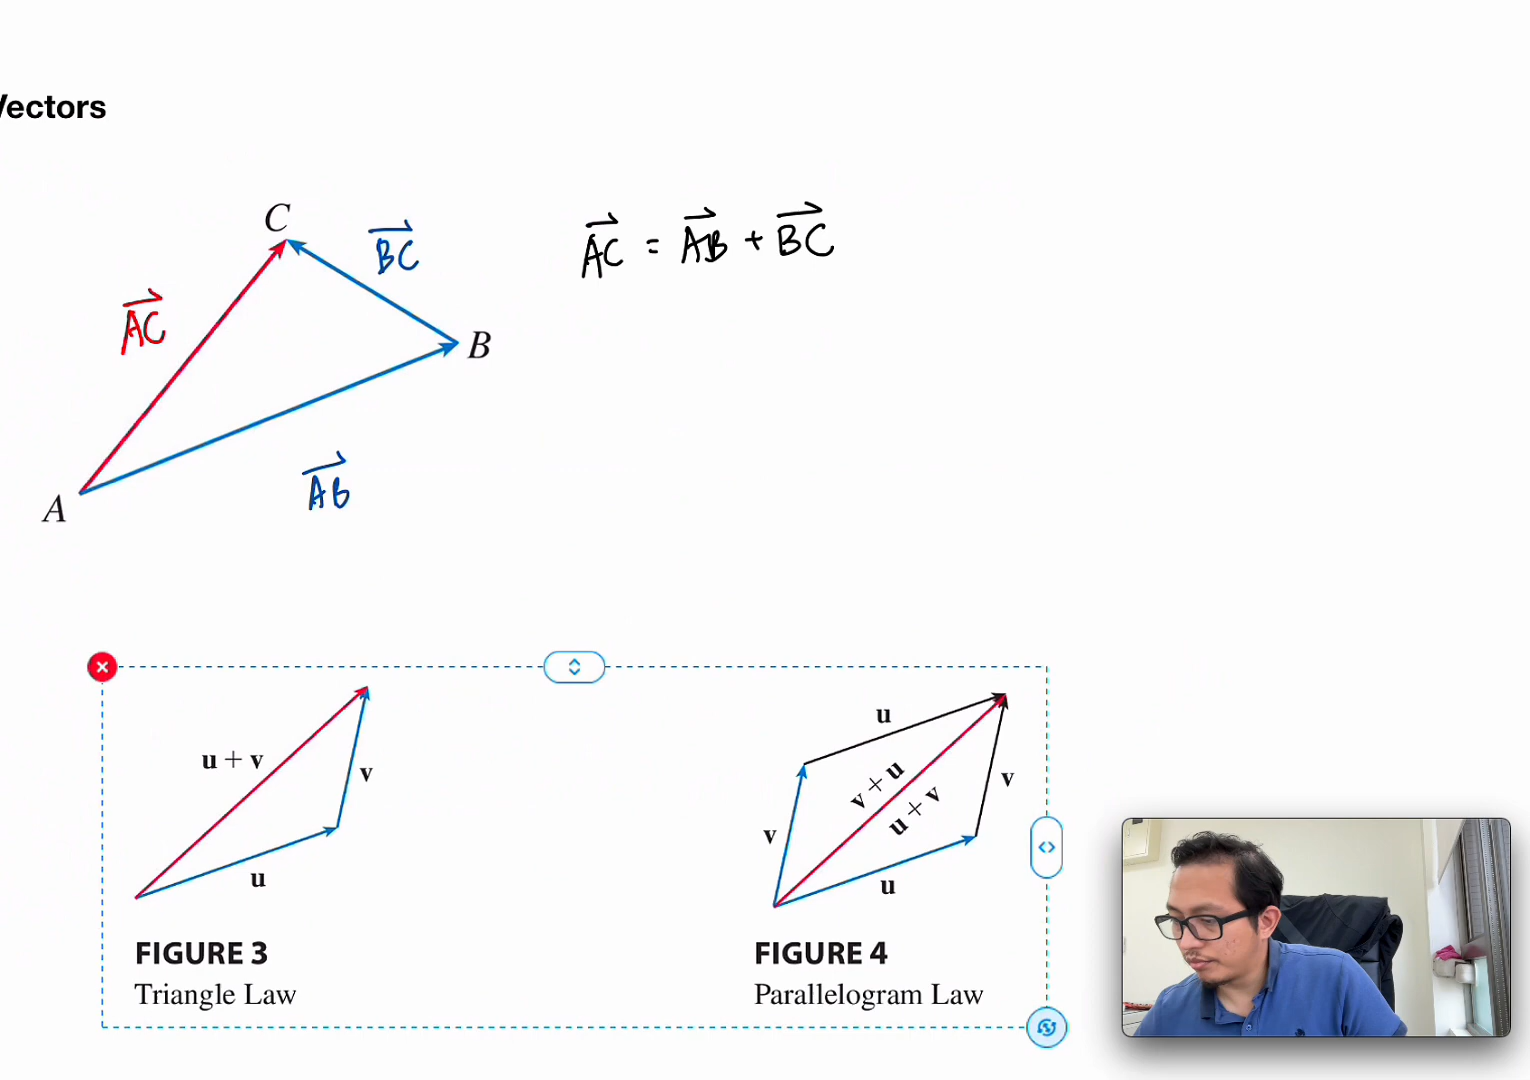 Vectors
C
BC
AC = AB + BC
AC
B
AB
A
u + v
v
u
u
v + u
u + v
v
v
u
FIGURE 3
Triangle Law
FIGURE 4
Parallelogram Law